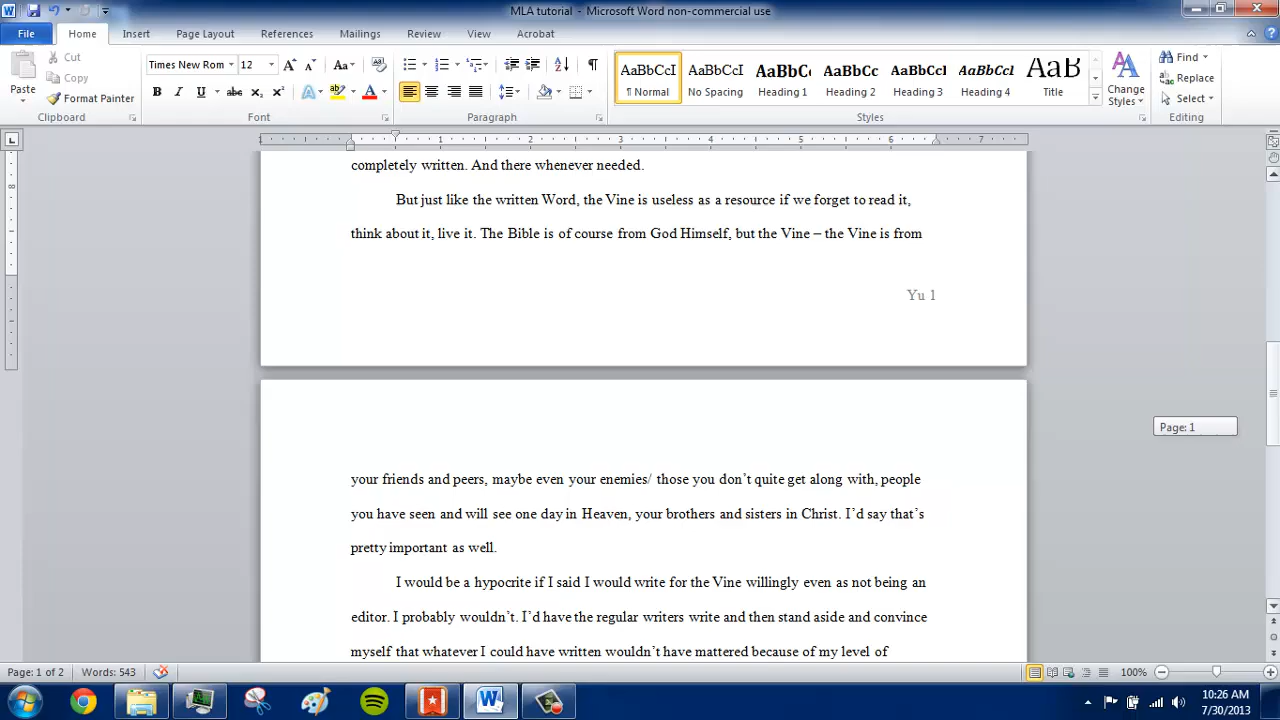 MLA tutorial - Microsoft Word non-commercial use
File Home Insert Page Layout References Mailings Review View Acrobat
Paste
Cut
Copy
Format Painter
Clipboard
Times New Rom 12
Font
Paragraph
AaBbCcI AaBbCcI AaBbCc AaBbCc AaBbCcI AaBbCcI AaB
¶ Normal No Spacing Heading 1 Heading 2 Heading 3 Heading 4 Title
Change Styles
Styles
Find
Replace
Select
Editing
1 1 2 3 4 5 6 7
completely written. And there whenever needed.
But just like the written Word, the Vine is useless as a resource if we forget to read it,
think about it, live it. The Bible is of course from God Himself, but the Vine – the Vine is from
Yu 1
Page: 1
your friends and peers, maybe even your enemies/ those you don’t quite get along with, people
you have seen and will see one day in Heaven, your brothers and sisters in Christ. I’d say that’s
pretty important as well.
I would be a hypocrite if I said I would write for the Vine willingly even as not being an
editor. I probably wouldn’t. I’d have the regular writers write and then stand aside and convince
myself that whatever I could have written wouldn’t have mattered because of my level of
Page: 1 of 2 Words: 543 100%
10:26 AM
7/30/2013